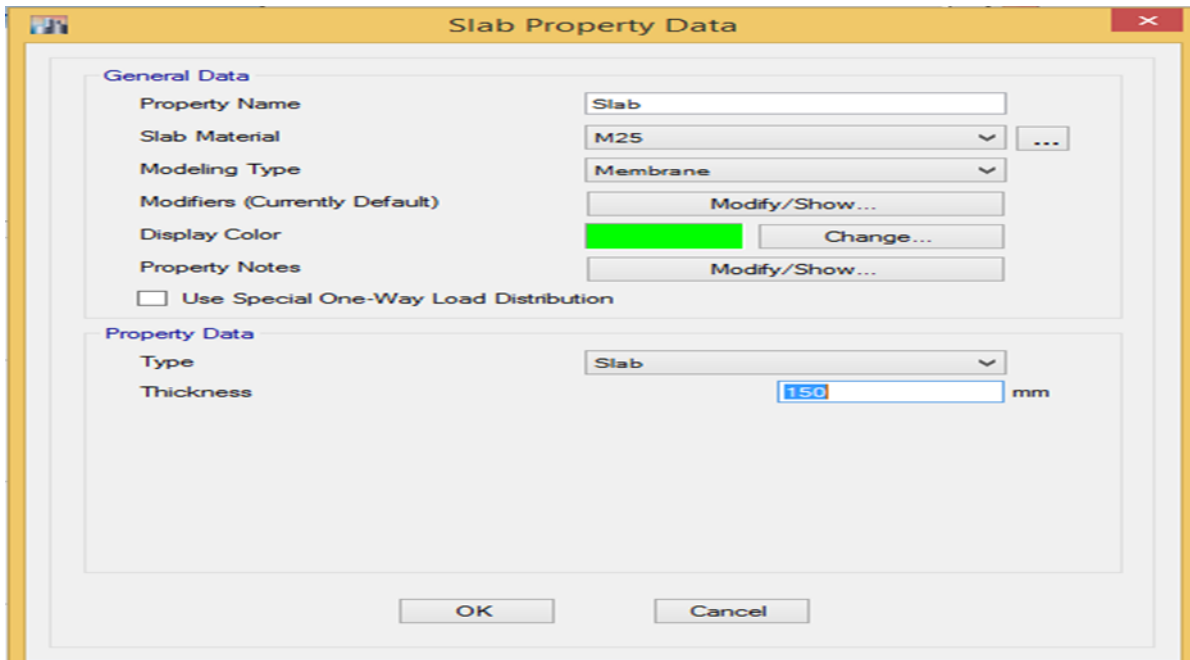 Slab Property Data
General Data
Property Name Slab
Slab Material M25 ...
Modeling Type Membrane
Modifiers (Currently Default) Modify/Show...
Display Color Change...
Property Notes Modify/Show...
Use Special One-Way Load Distribution
Property Data
Type Slab
Thickness 150 mm
OK Cancel